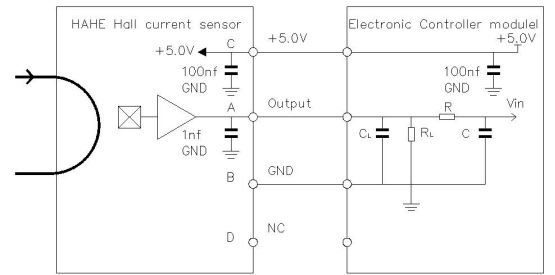 HAHE Hall current sensor
Electronic Controller modulel
+5.0V
C
+5.0V
+5.0V
100nf
GND
100nf
GND
A
Output
R
Vin
1nf
GND
CL
RL
C
B
GND
D
NC